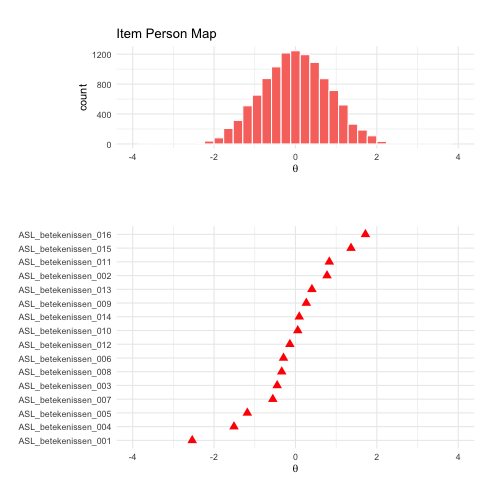 Item Person Map
count
1200
800
400
0
-4 -2 0 2 4
θ
ASL_betekenissen_016
ASL_betekenissen_015
ASL_betekenissen_011
ASL_betekenissen_002
ASL_betekenissen_013
ASL_betekenissen_009
ASL_betekenissen_014
ASL_betekenissen_010
ASL_betekenissen_012
ASL_betekenissen_006
ASL_betekenissen_008
ASL_betekenissen_003
ASL_betekenissen_007
ASL_betekenissen_005
ASL_betekenissen_004
ASL_betekenissen_001
-4 -2 0 2 4
θ